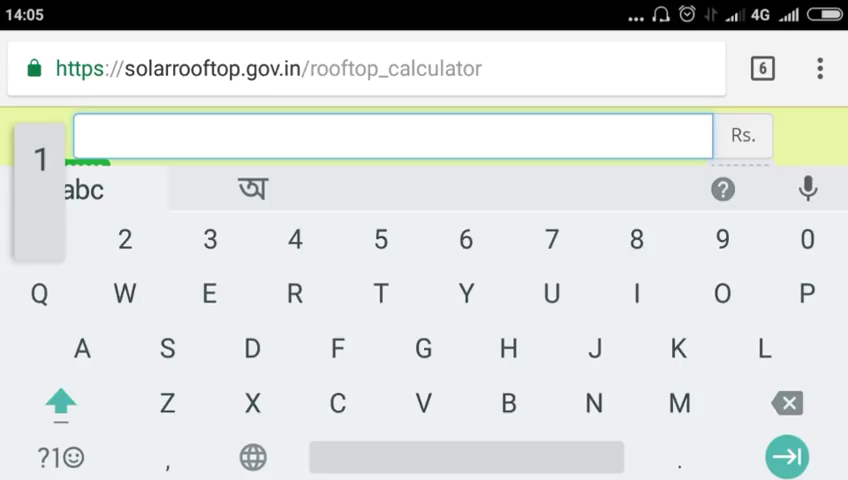 14:05 ... 4G
https://solarrooftop.gov.in/rooftop_calculator 6
Rs.
1
abc অ ?
2 3 4 5 6 7 8 9 0
Q W E R T Y U I O P
A S D F G H J K L
Z X C V B N M
?1☺ , .